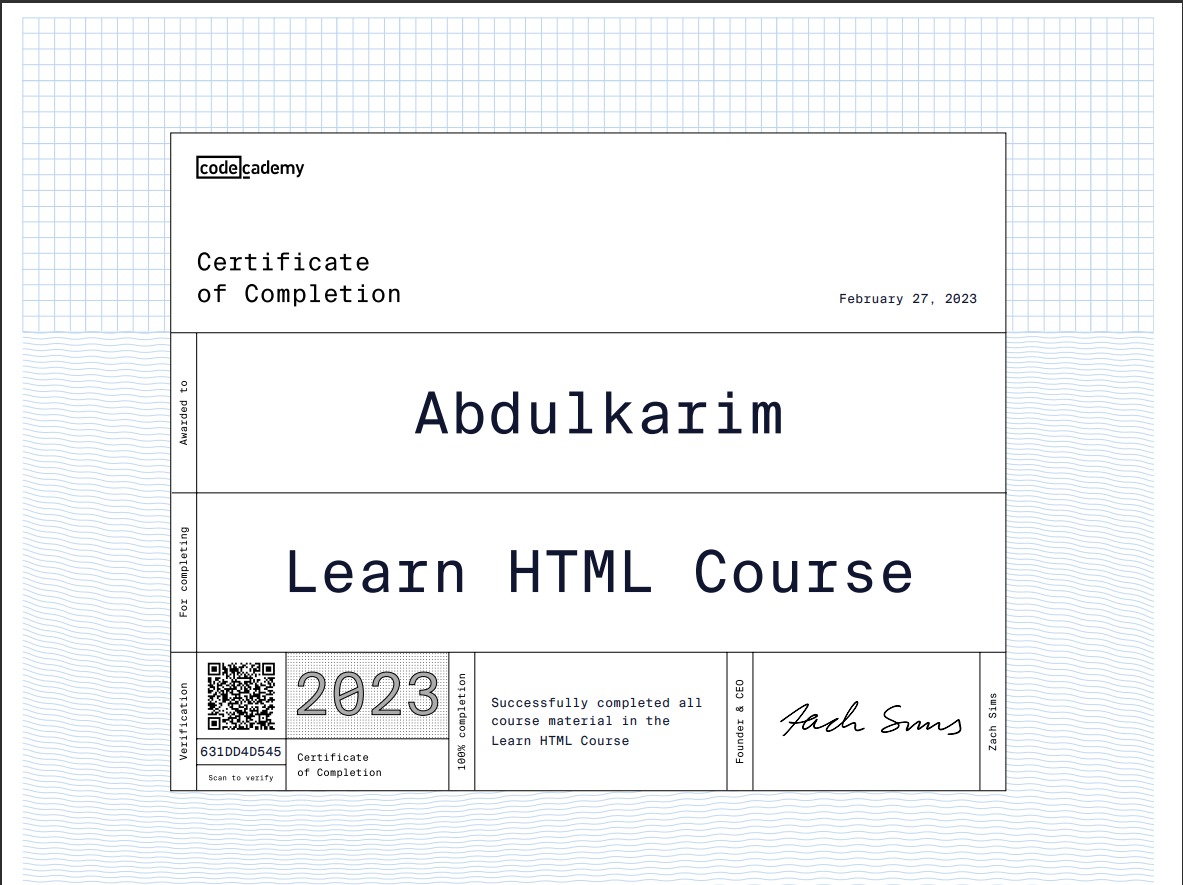 codecademy
Certificate
of Completion
February 27, 2023
Awarded to
Abdulkarim
For completing
Learn HTML Course
Verification
631DD4D545
Scan to verify
2023
Certificate
of Completion
100% completion
Successfully completed all
course material in the
Learn HTML Course
Founder & CEO
Zach Sims
Zach Sims